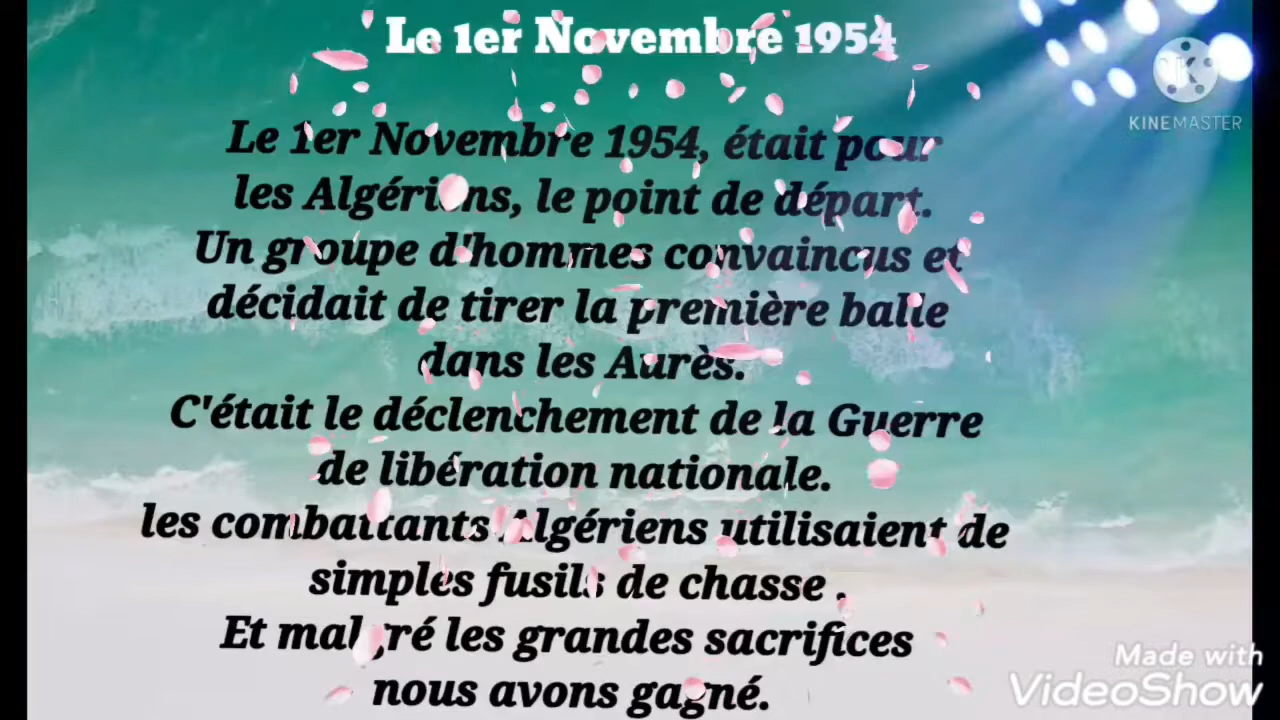 Le 1er Novembre 1954
KINEMASTER
Le 1er Novembre 1954, était pour
les Algériens, le point de départ.
Un groupe d'hommes convaincus et
décidait de tirer la première balle
dans les Aurès.
C'était le déclenchement de la Guerre
de libération nationale.
les combattants Algériens utilisaient de
simples fusils de chasse .
Et malgré les grandes sacrifices
nous avons gagné.
Made with
VideoShow